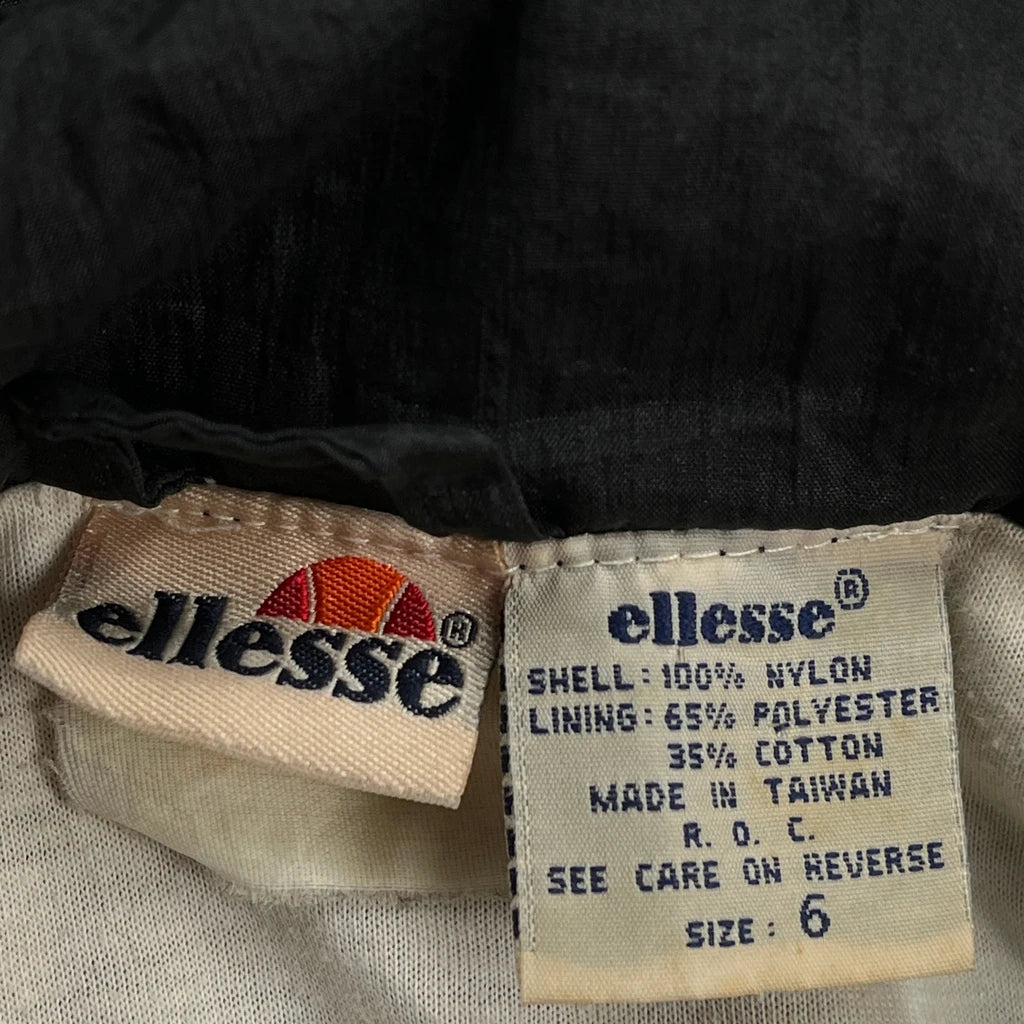 ellesse®
ellesse®
SHELL: 100% NYLON
LINING: 65% POLYESTER
35% COTTON
MADE IN TAIWAN
R. O. C.
SEE CARE ON REVERSE
SIZE: 6